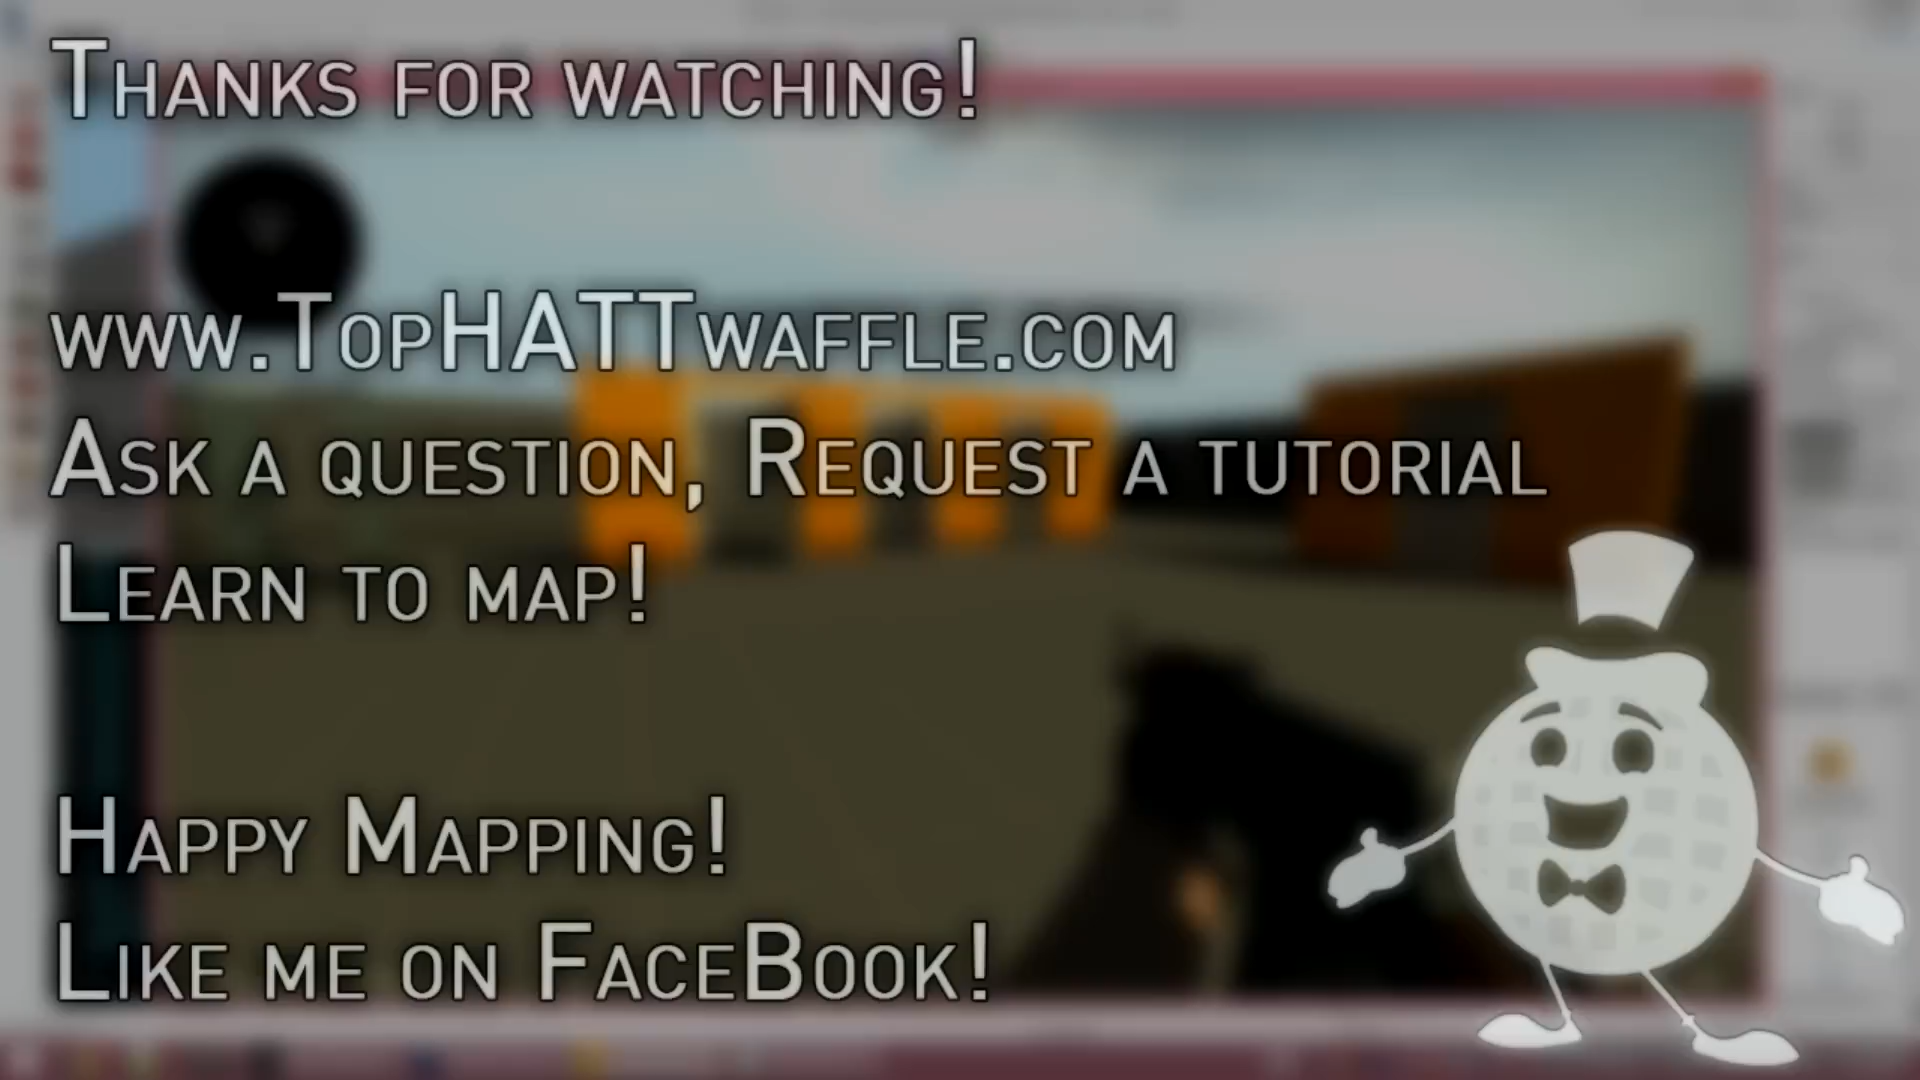 Thanks for watching!
www.TopHATTwaffle.com
Ask a question, Request a tutorial
Learn to map!
Happy Mapping!
Like me on FaceBook!